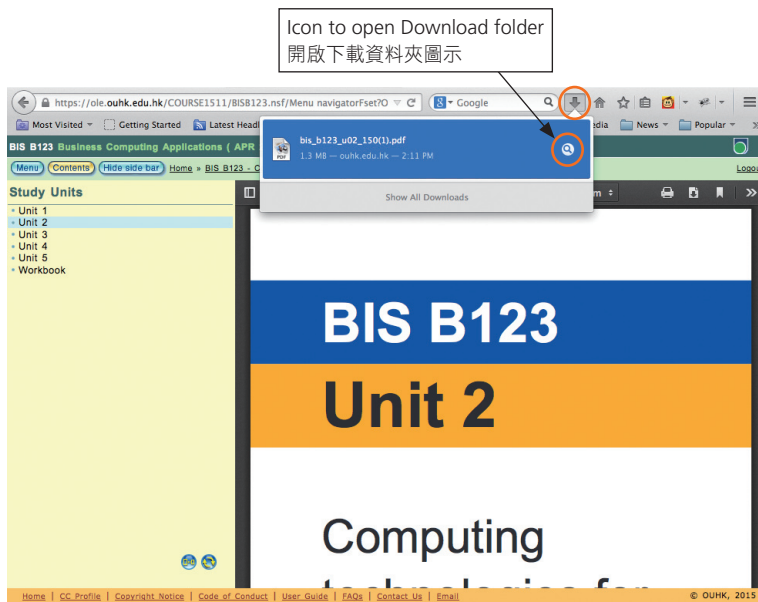 Icon to open Download folder
開啟下載資料夾圖示
https://ole.ouhk.edu.hk/COURSE1511/BISB123.nsf/Menu navigatorFset?O
Google
Most Visited
Getting Started
Latest Headl
edia
News
Popular
bis_b123_u02_150(1).pdf
1.3 MB — ouhk.edu.hk — 2:11 PM
Show All Downloads
BIS B123 Business Computing Applications ( APR
Menu Contents Hide side bar Home » BIS B123 - C
Logou
Study Units
Unit 1
Unit 2
Unit 3
Unit 4
Unit 5
Workbook
BIS B123
Unit 2
Computing
technologies for
Home | CC Profile | Copyright Notice | Code of Conduct | User Guide | FAQs | Contact Us | Email
© OUHK, 2015